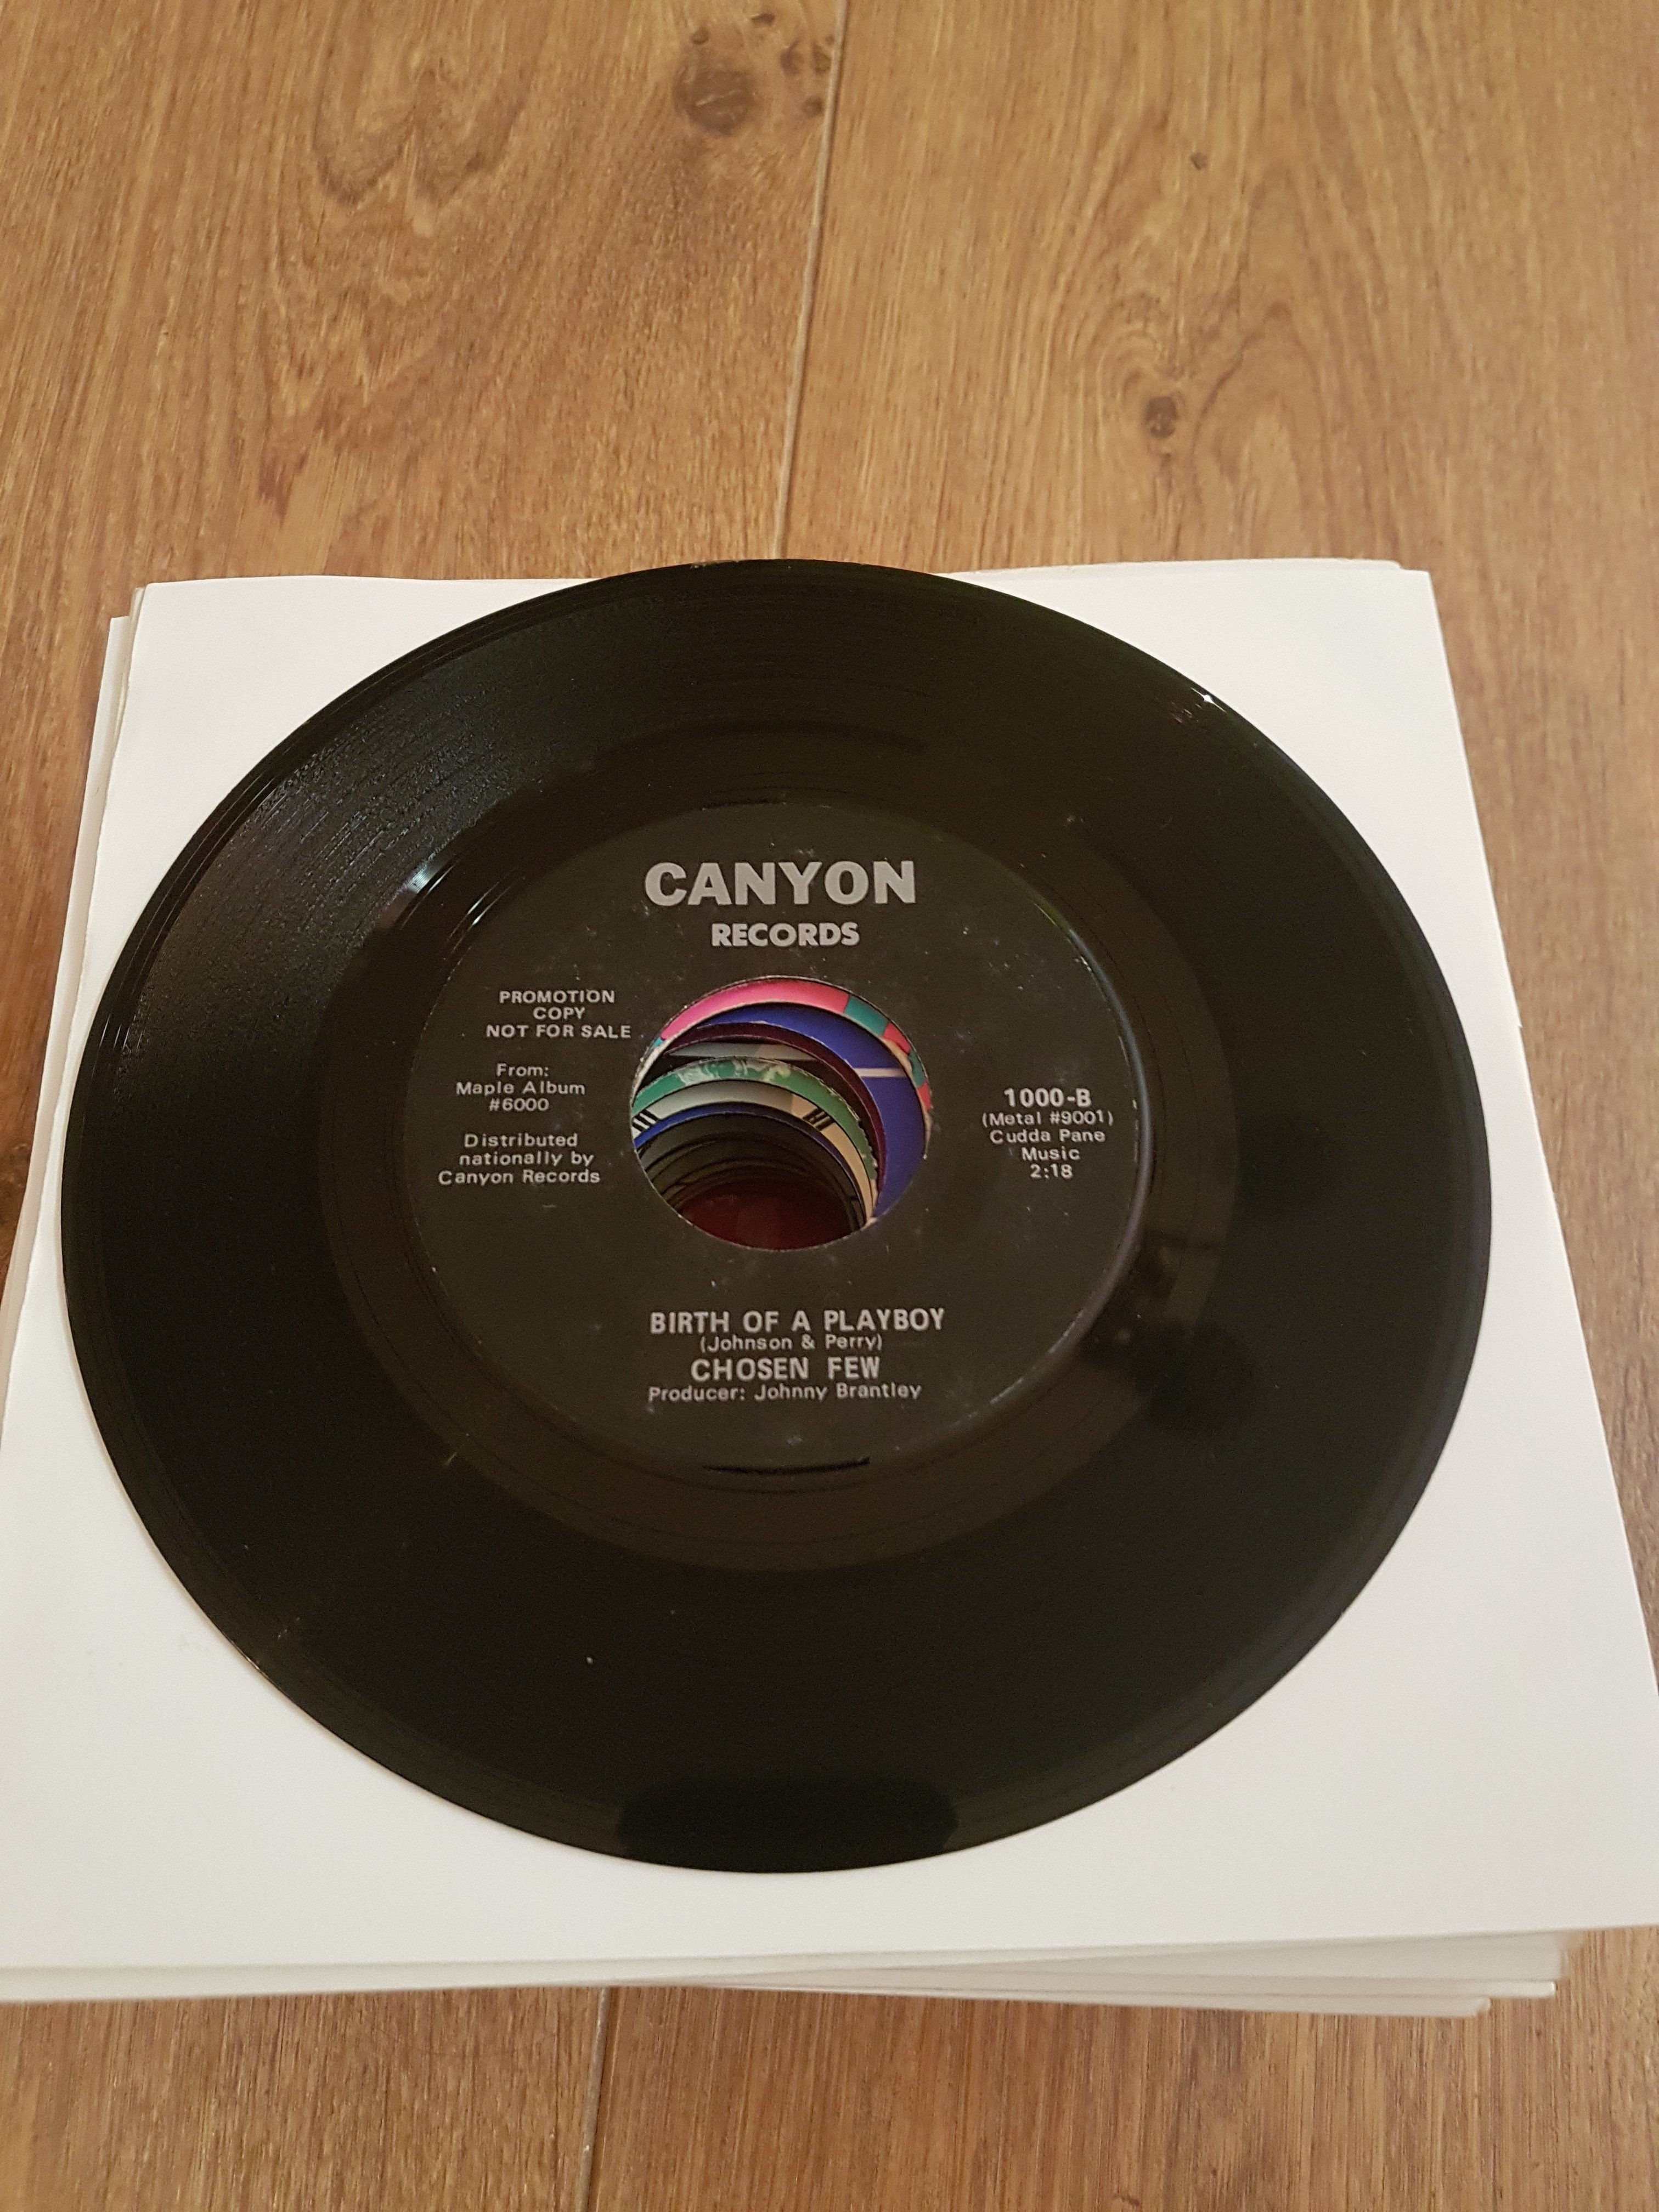 CANYON
RECORDS
PROMOTION
COPY
NOT FOR SALE
From:
Maple Album
#6000
Distributed
nationally by
Canyon Records
1000-B
(Metal #9001)
Cudda Pane
Music
2:18
BIRTH OF A PLAYBOY
(Johnson & Perry)
CHOSEN FEW
Producer: Johnny Brantley